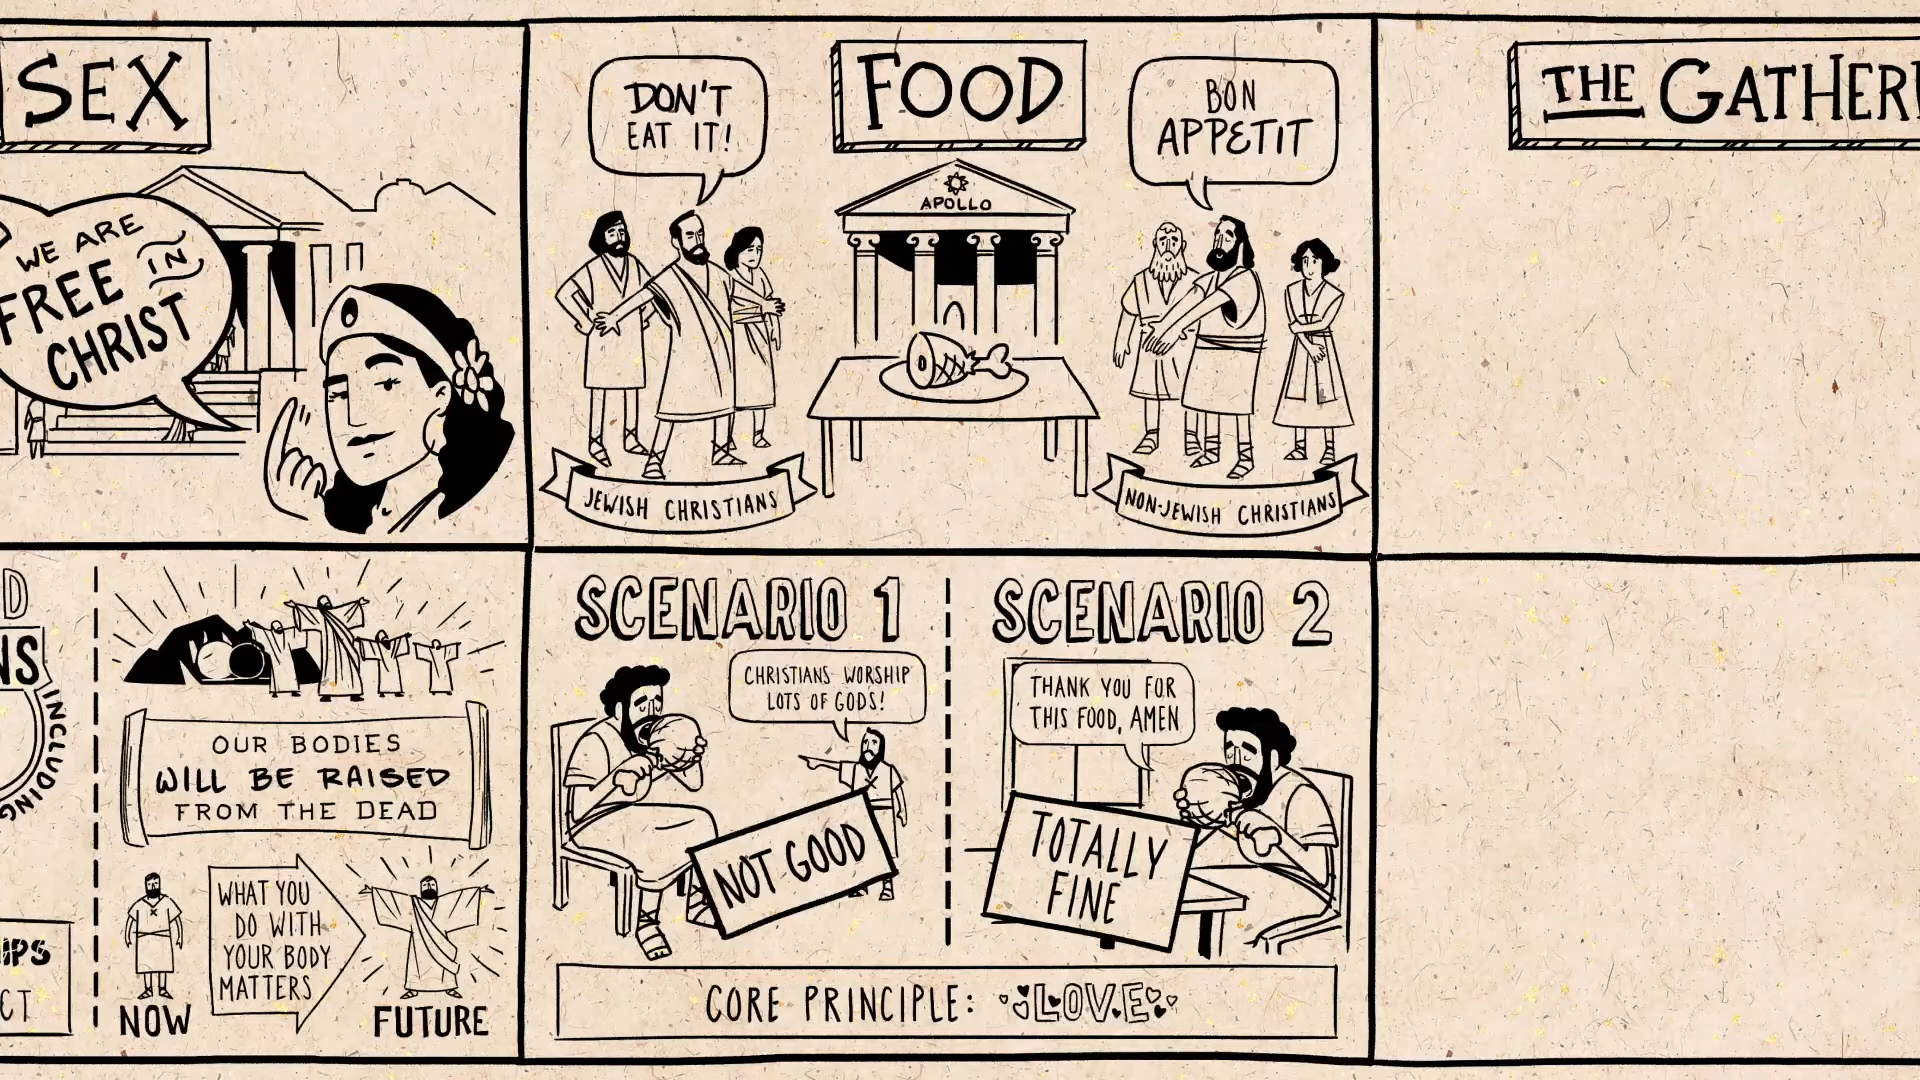 SEX
WE ARE
FREE IN
CHRIST
DON'T
EAT IT!
FOOD
BON
APPETIT
APOLLO
JEWISH CHRISTIANS
NON-JEWISH CHRISTIANS
THE GATHERI
INCLUDING
OUR BODIES
WILL BE RAISED
FROM THE DEAD
WHAT YOU
DO WITH
YOUR BODY
MATTERS
NOW
FUTURE
SCENARIO 1
CHRISTIANS WORSHIP
LOTS OF GODS!
NOT GOOD
SCENARIO 2
THANK YOU FOR
THIS FOOD, AMEN
TOTALLY
FINE
CORE PRINCIPLE: LOVE